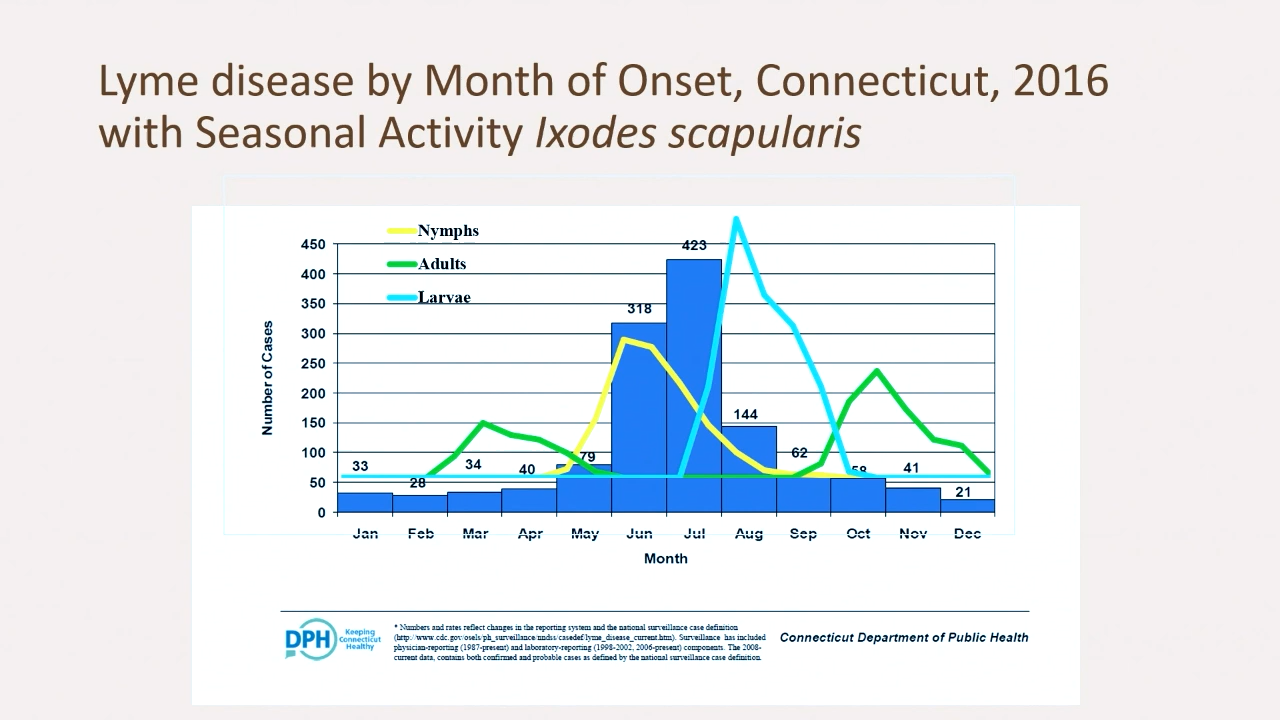 Lyme disease by Month of Onset, Connecticut, 2016
with Seasonal Activity Ixodes scapularis
Nymphs
Adults
Larvae
Number of Cases
450
400
350
300
250
200
150
100
50
0
33
28
34
40
79
318
423
144
62
58
41
21
Jan Feb Mar Apr May Jun Jul Aug Sep Oct Nov Dec
Month
DPH
Keeping
Connecticut
Healthy
* Numbers and rates reflect changes in the reporting system and the national surveillance case definition
(http://www.cdc.gov/osels/ph_surveillance/nndss/casedef/lyme_disease_current.htm). Surveillance has included
physician-reporting (1987-present) and laboratory-reporting (1998-2002, 2006-present) components. The 2008-
current data, contains both confirmed and probable cases as defined by the national surveillance case definition.
Connecticut Department of Public Health